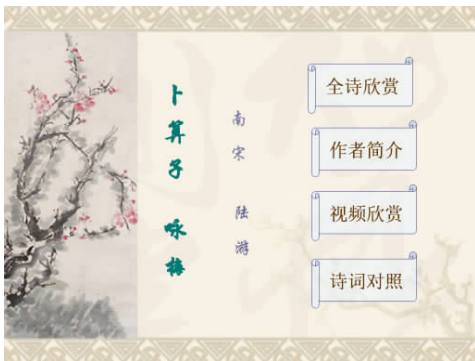 卜算子 咏梅
南宋 陆游
全诗欣赏
作者简介
视频欣赏
诗词对照